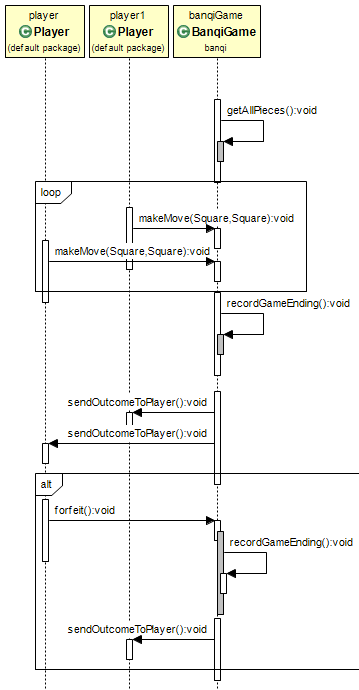 player
player1
banqiGame
C Player
C Player
C BanqiGame
(default package)
(default package)
banqi
getAllPieces():void
loop
makeMove(Square,Square):void
makeMove(Square,Square):void
recordGameEnding():void
sendOutcomeToPlayer():void
sendOutcomeToPlayer():void
alt
forfeit():void
recordGameEnding():void
sendOutcomeToPlayer():void